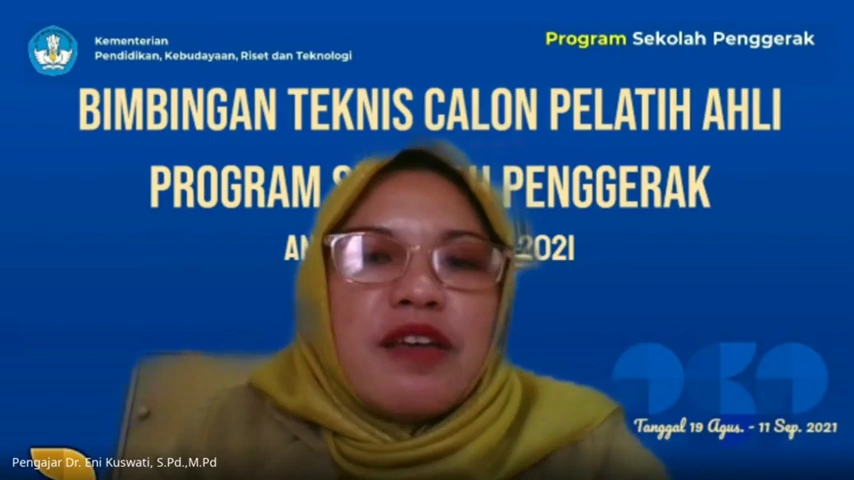 Kementerian
Pendidikan, Kebudayaan, Riset dan Teknologi
Program Sekolah Penggerak
BIMBINGAN TEKNIS CALON PELATIH AHLI
PROGRAM PENGGERAK
2021
Tanggal 19 Agus. - 11 Sep. 2021
Pengajar Dr. Eni Kuswati, S.Pd.,M.Pd